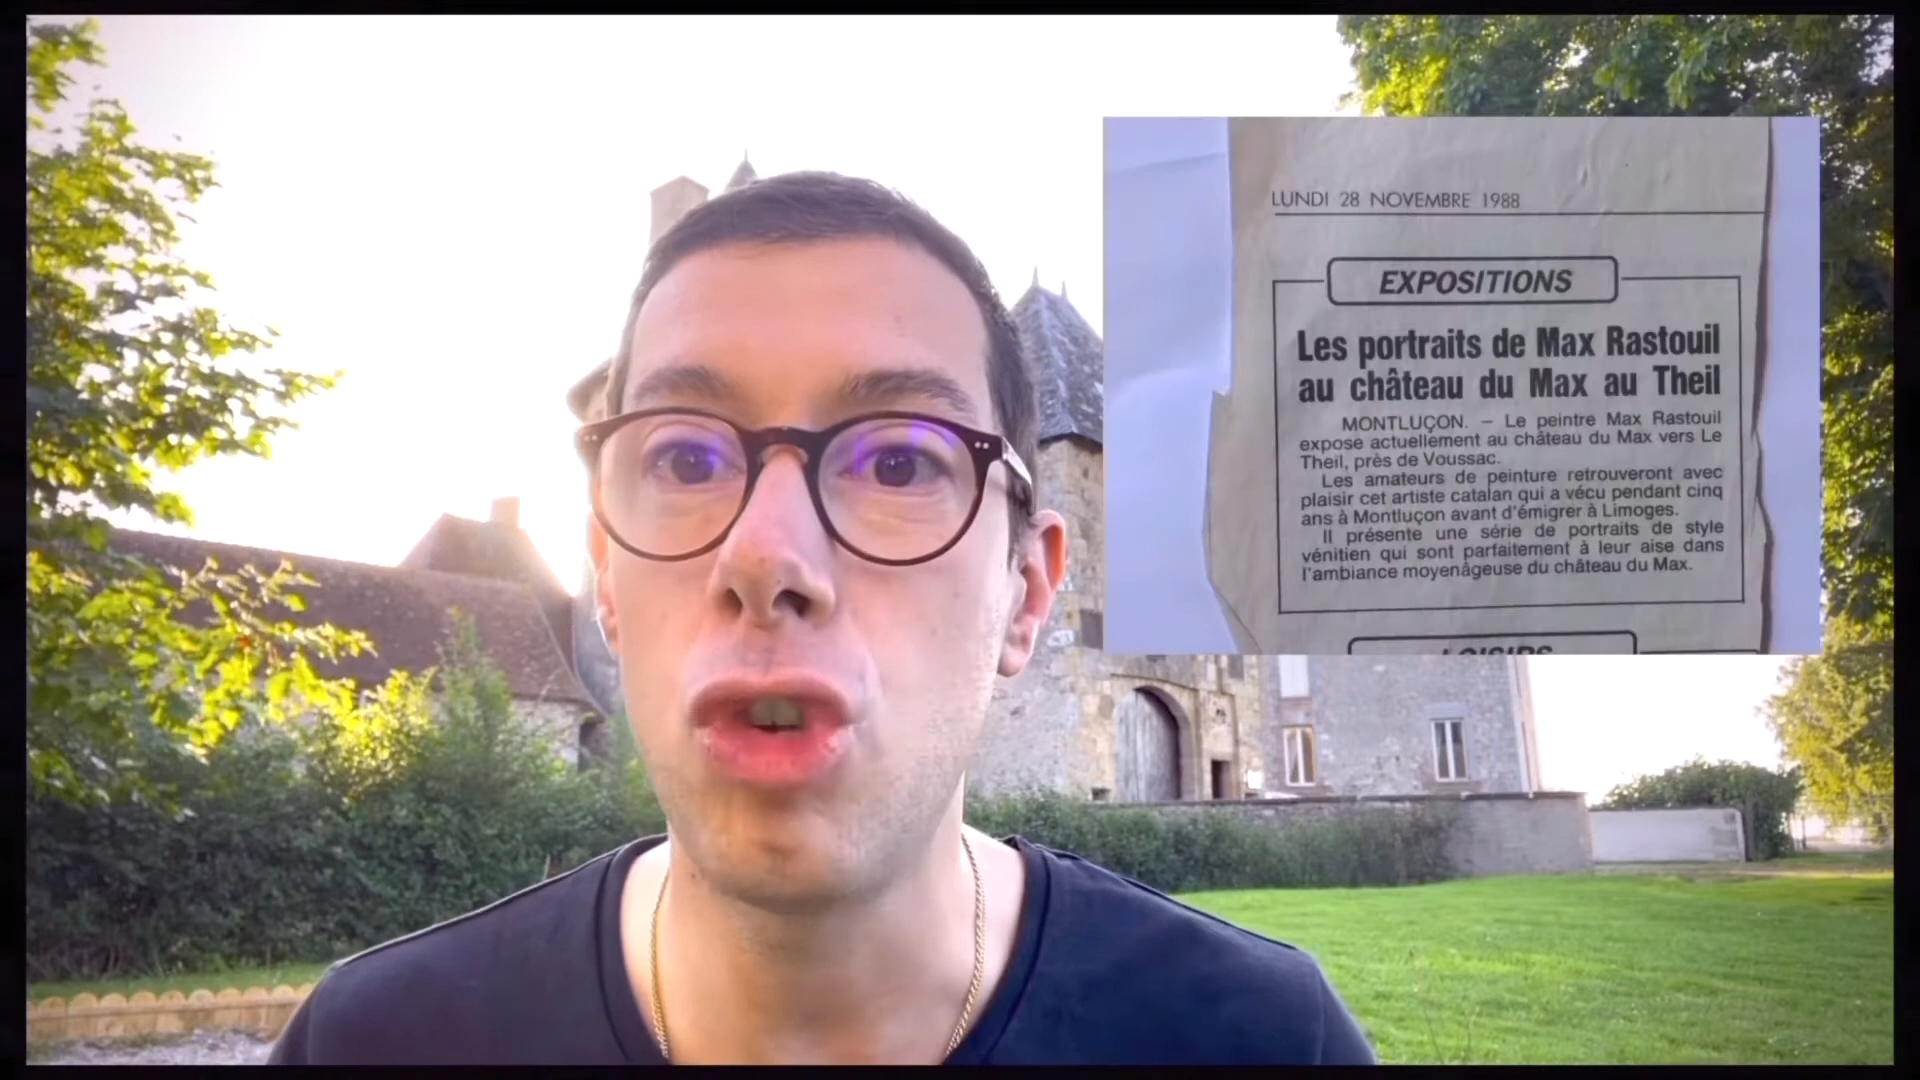 LUNDI 28 NOVEMBRE 1988
EXPOSITIONS
Les portraits de Max Rastouil
au château du Max au Theil
MONTLUÇON. – Le peintre Max Rastouil
expose actuellement au château du Max vers Le
Theil, près de Voussac.
Les amateurs de peinture retrouveront avec
plaisir cet artiste catalan qui a vécu pendant cinq
ans à Montluçon avant d'émigrer à Limoges.
Il présente une série de portraits de style
vénitien qui sont parfaitement à leur aise dans
l'ambiance moyenâgeuse du château du Max.
LOISIRS